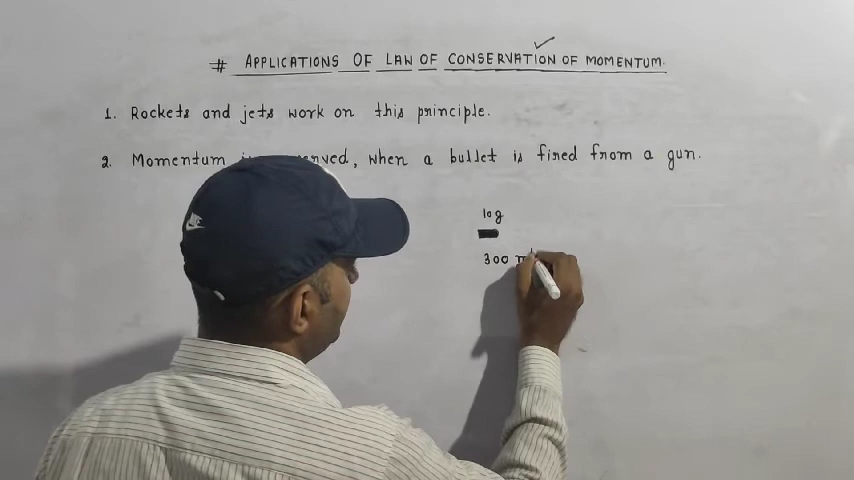 # APPLICATIONS OF LAW OF CONSERVATION OF MOMENTUM.
1. Rockets and jets work on this principle.
2. Momentum when a bullet is fired from a gun.
10g
300